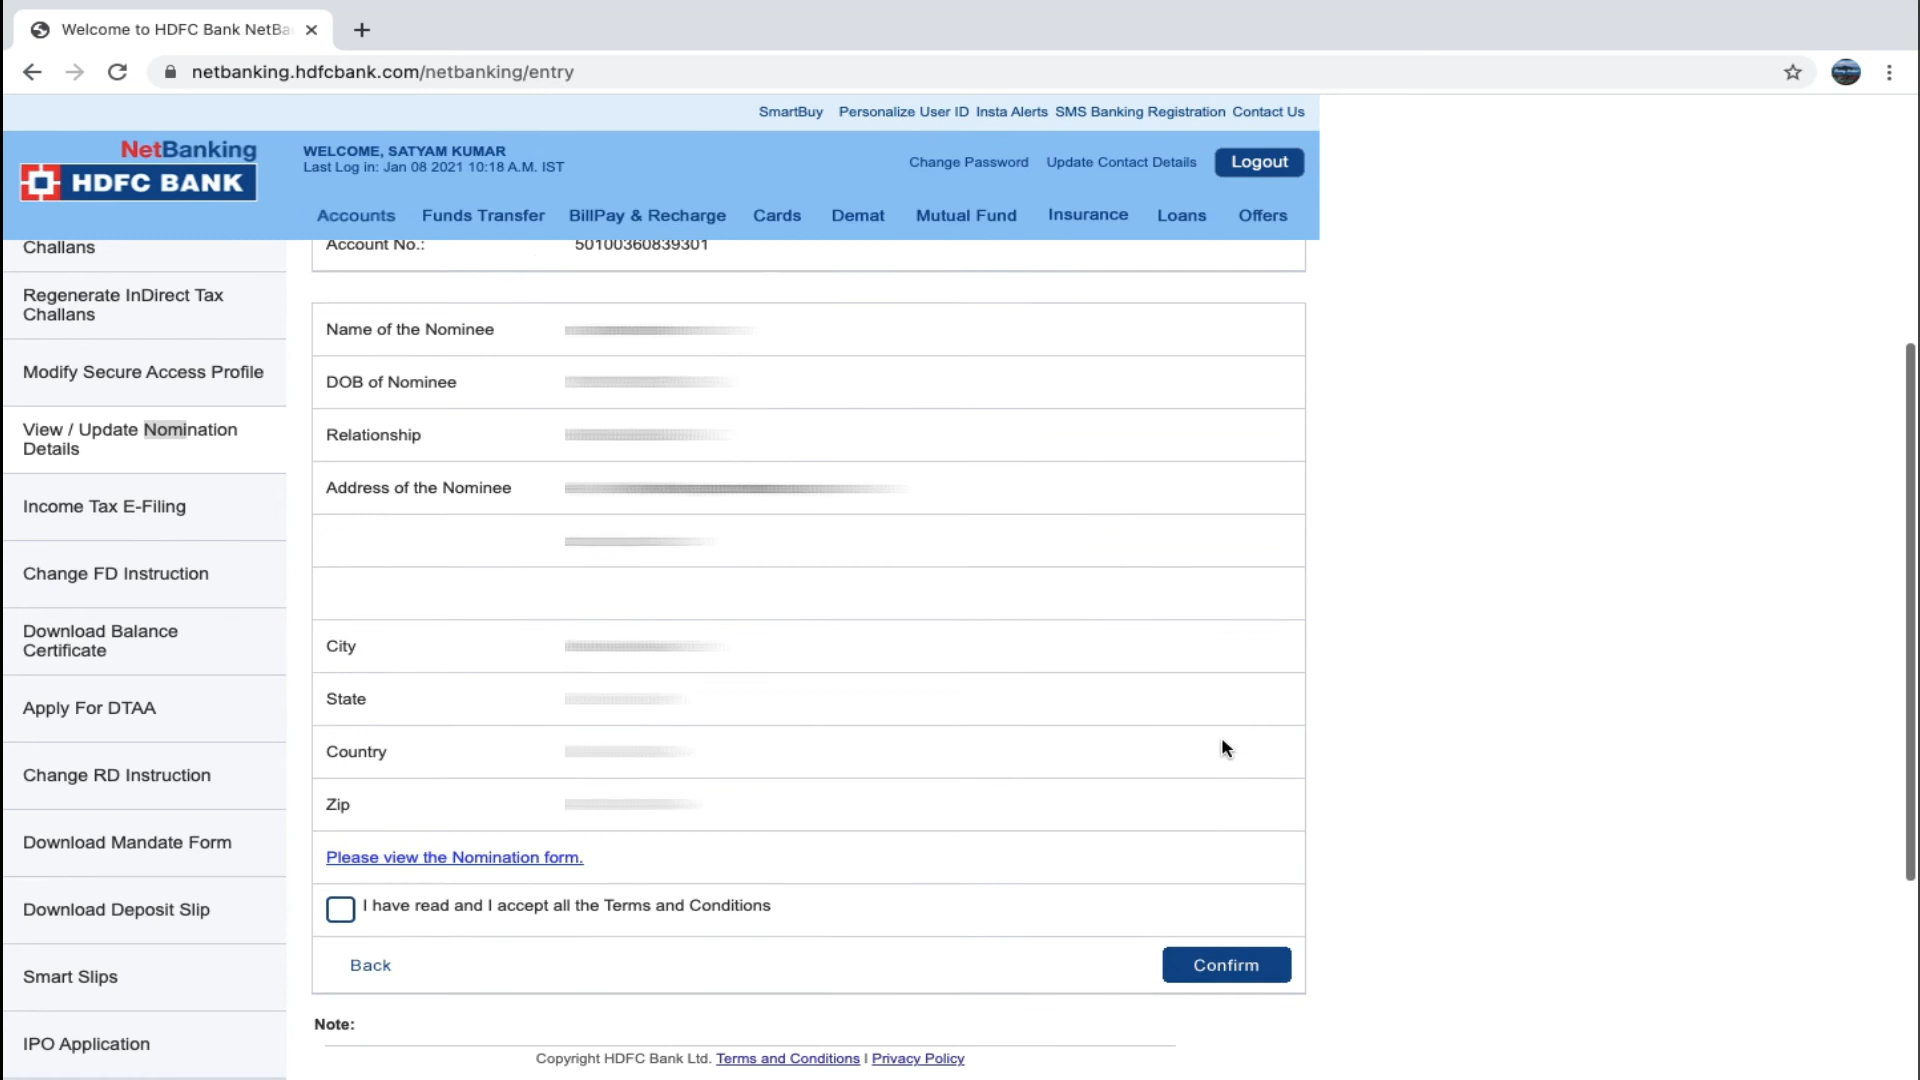 Welcome to HDFC Bank NetBa
netbanking.hdfcbank.com/netbanking/entry
SmartBuy Personalize User ID Insta Alerts SMS Banking Registration Contact Us
NetBanking
HDFC BANK
WELCOME, SATYAM KUMAR
Last Log in: Jan 08 2021 10:18 A.M. IST
Change Password Update Contact Details Logout
Accounts Funds Transfer BillPay & Recharge Cards Demat Mutual Fund Insurance Loans Offers
Challans
Regenerate InDirect Tax
Challans
Modify Secure Access Profile
View / Update Nomination
Details
Income Tax E-Filing
Change FD Instruction
Download Balance
Certificate
Apply For DTAA
Change RD Instruction
Download Mandate Form
Download Deposit Slip
Smart Slips
IPO Application
Account No.: 50100360839301
Name of the Nominee
DOB of Nominee
Relationship
Address of the Nominee
City
State
Country
Zip
Please view the Nomination form.
I have read and I accept all the Terms and Conditions
Back Confirm
Note:
Copyright HDFC Bank Ltd. Terms and Conditions I Privacy Policy